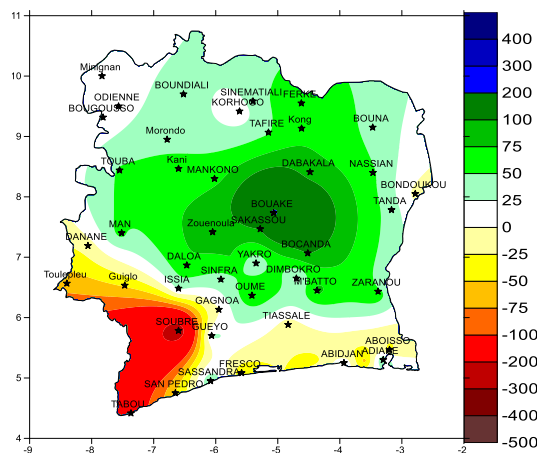 11
10
9
8
7
6
5
4
-9
-8
-7
-6
-5
-4
-3
-2
400
300
200
100
75
50
25
0
-25
-50
-75
-100
-200
-300
-400
-500
Minignan
ODIENNE
BOUGOUSSO
BOUNDIALI
SINEMATIALI
FERKE
KORHOGO
TAFIRE
Kong
BOUNA
Morondo
TOUBA
Kani
MANKONO
DABAKALA
NASSIAN
BONDOUKOU
TANDA
BOUAKE
SAKASSOU
Zouenoula
MAN
DANANE
BOCANDA
DALOA
YAKRO
SINFRA
DIMBOKRO
M'BATTO
ZARANOU
Toulepleu
Guiglo
ISSIA
OUME
GAGNOA
TIASSALE
SOUBRE
GUEYO
ABOISSO
ADIAKE
ABIDJAN
FRESCO
SASSANDRA
SAN PEDRO
TABOU